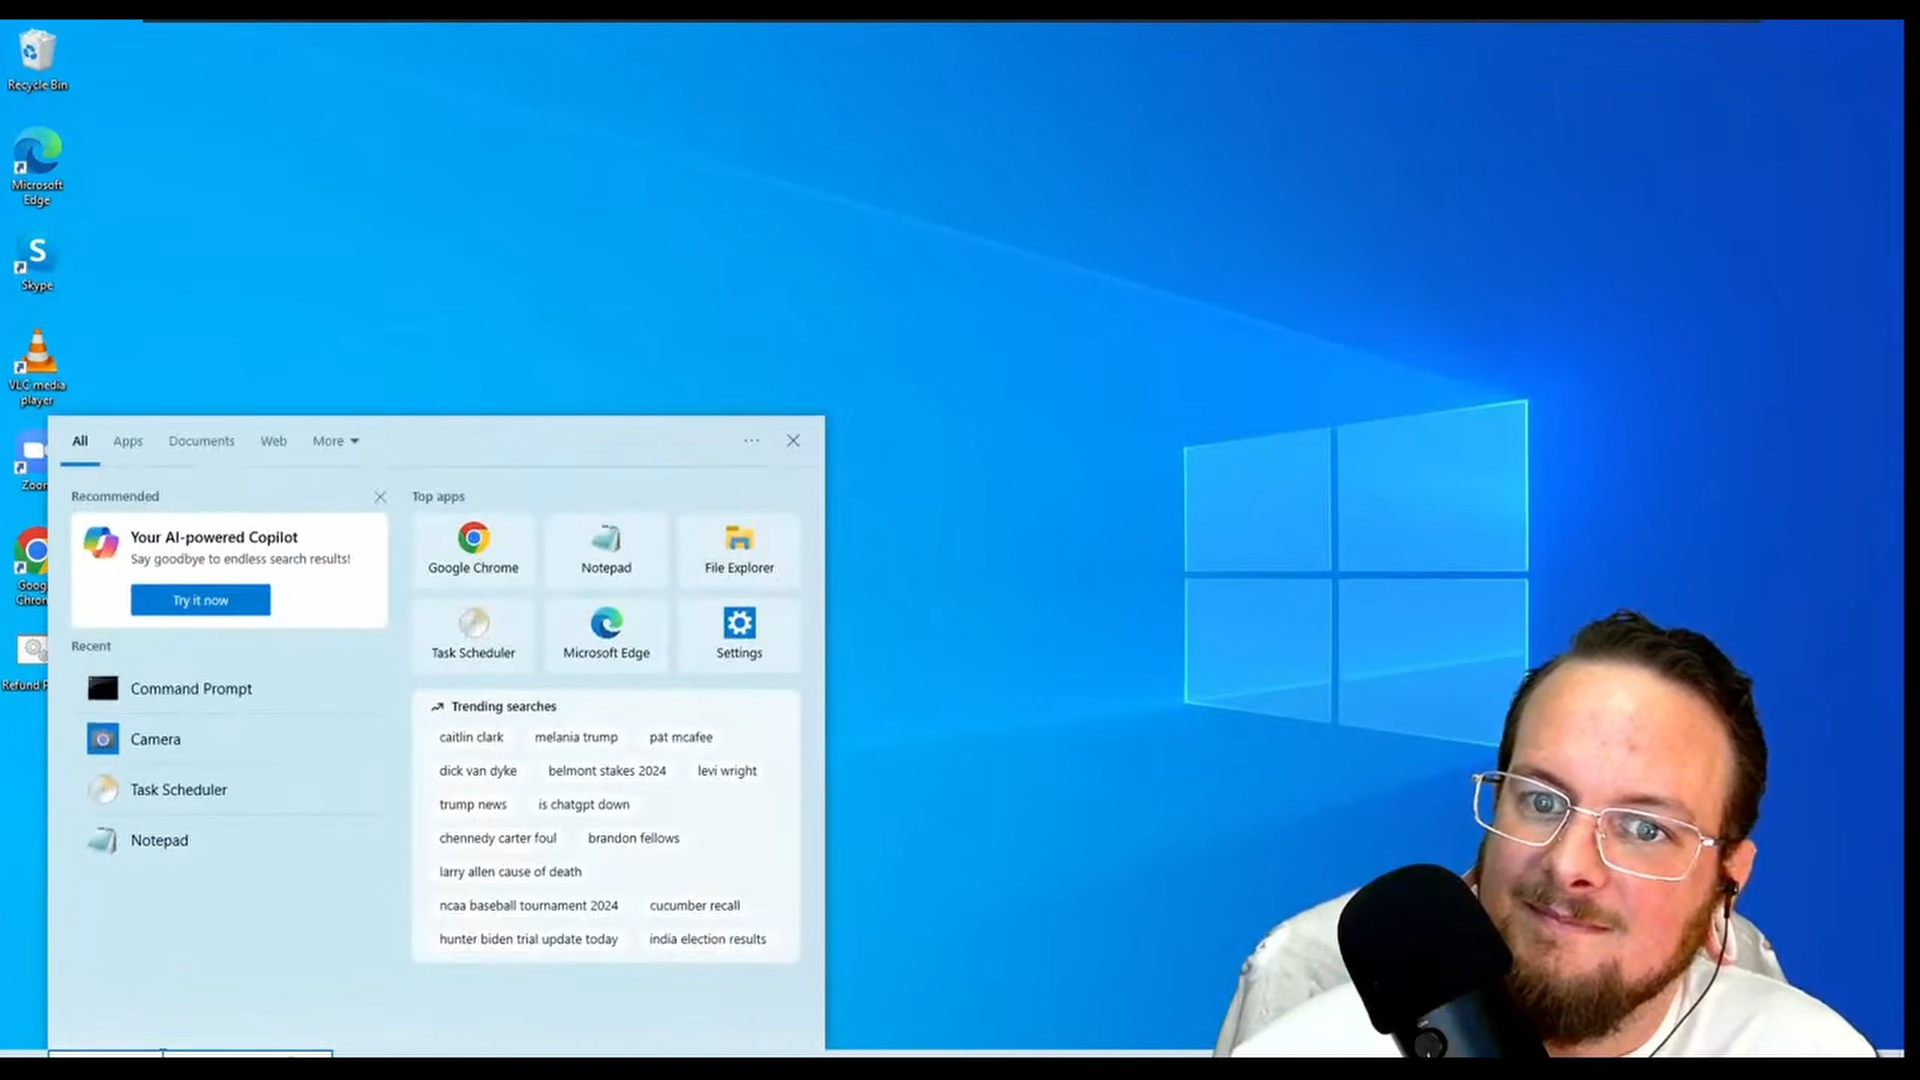 Recycle Bin
Microsoft
Edge
S
Skype
VLC media
player
Zoom
Goog
Chrom
Refund
All Apps Documents Web More
Recommended
Your AI-powered Copilot
Say goodbye to endless search results!
Try it now
Recent
Command Prompt
Camera
Task Scheduler
Notepad
Top apps
Google Chrome Notepad File Explorer
Task Scheduler Microsoft Edge Settings
Trending searches
caitlin clark melania trump pat mcafee
dick van dyke belmont stakes 2024 levi wright
trump news is chatgpt down
chennedy carter foul brandon fellows
larry allen cause of death
ncaa baseball tournament 2024 cucumber recall
hunter biden trial update today india election results